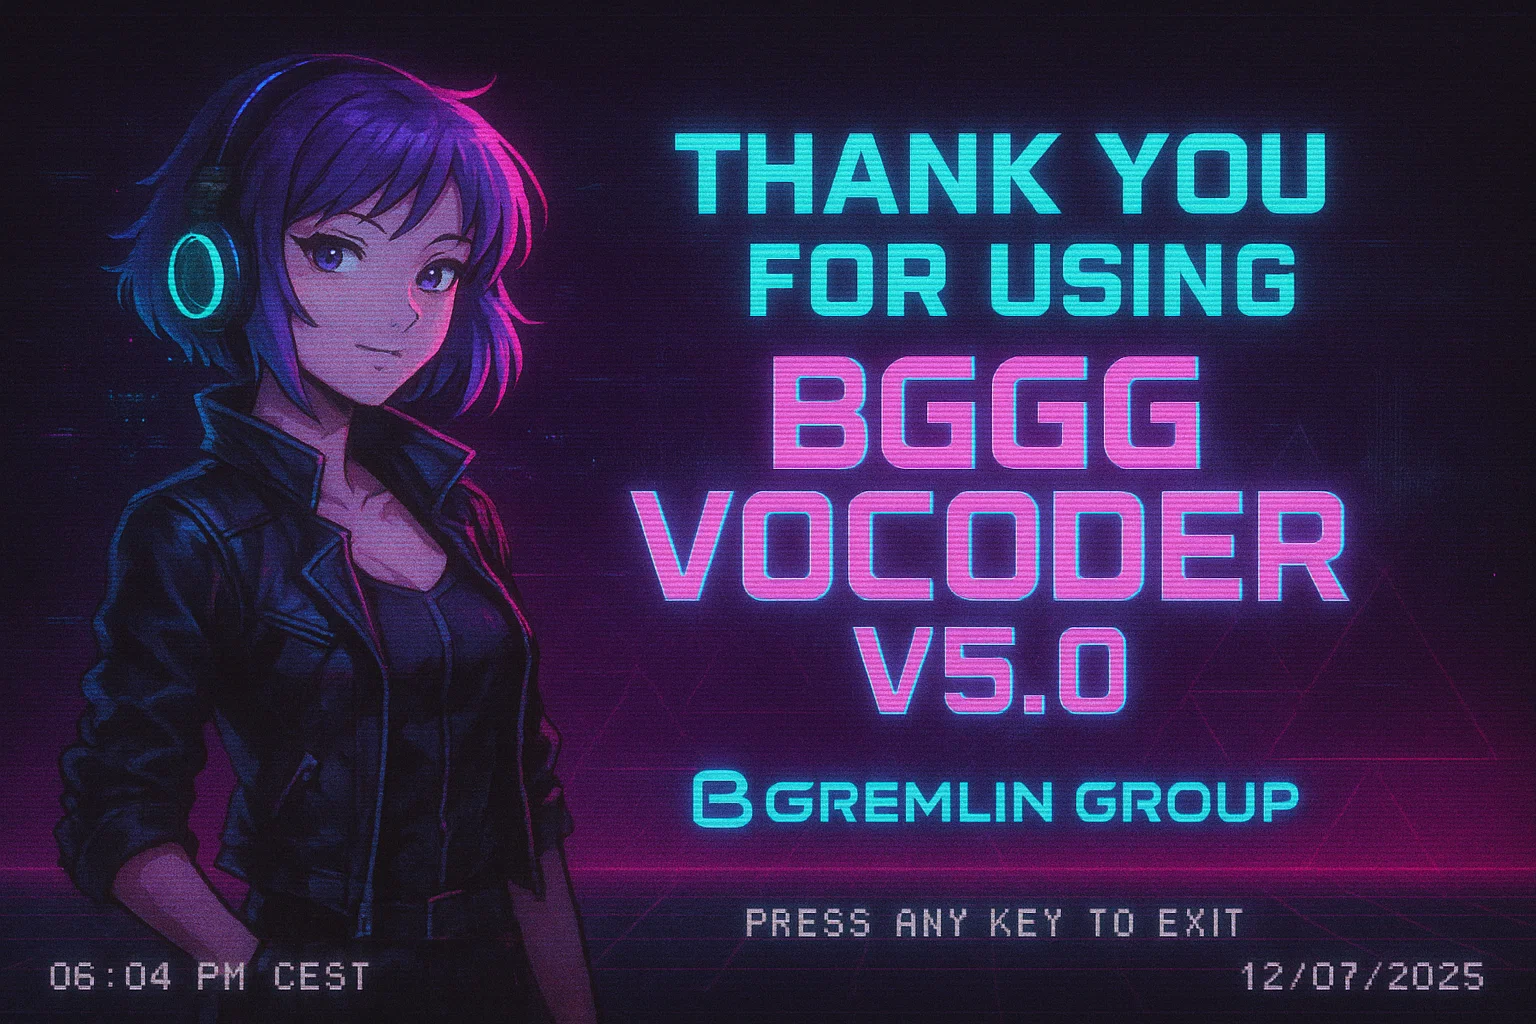 THANK YOU
FOR USING
BGGG
VOCODER
V5.0
B GREMLIN GROUP
PRESS ANY KEY TO EXIT
06:04 PM CEST
12/07/2025